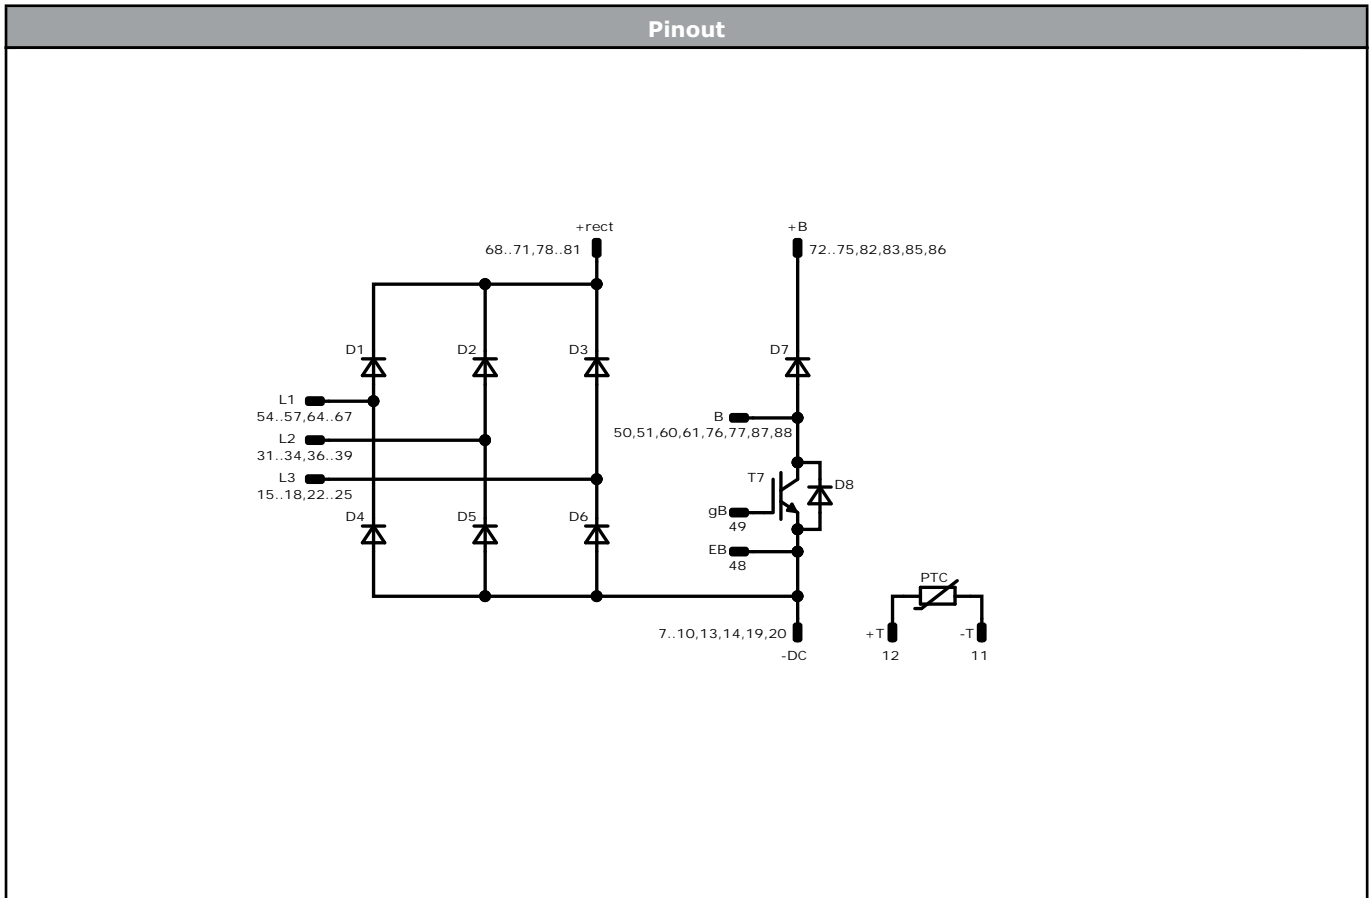 Pinout
+rect
68..71,78..81
+B
72..75,82,83,85,86
D1
D2
D3
D7
L1
54..57,64..67
B
50,51,60,61,76,77,87,88
L2
31..34,36..39
L3
15..18,22..25
T7
D8
D4
D5
D6
gB
49
EB
48
PTC
7..10,13,14,19,20
-DC
+T
12
-T
11